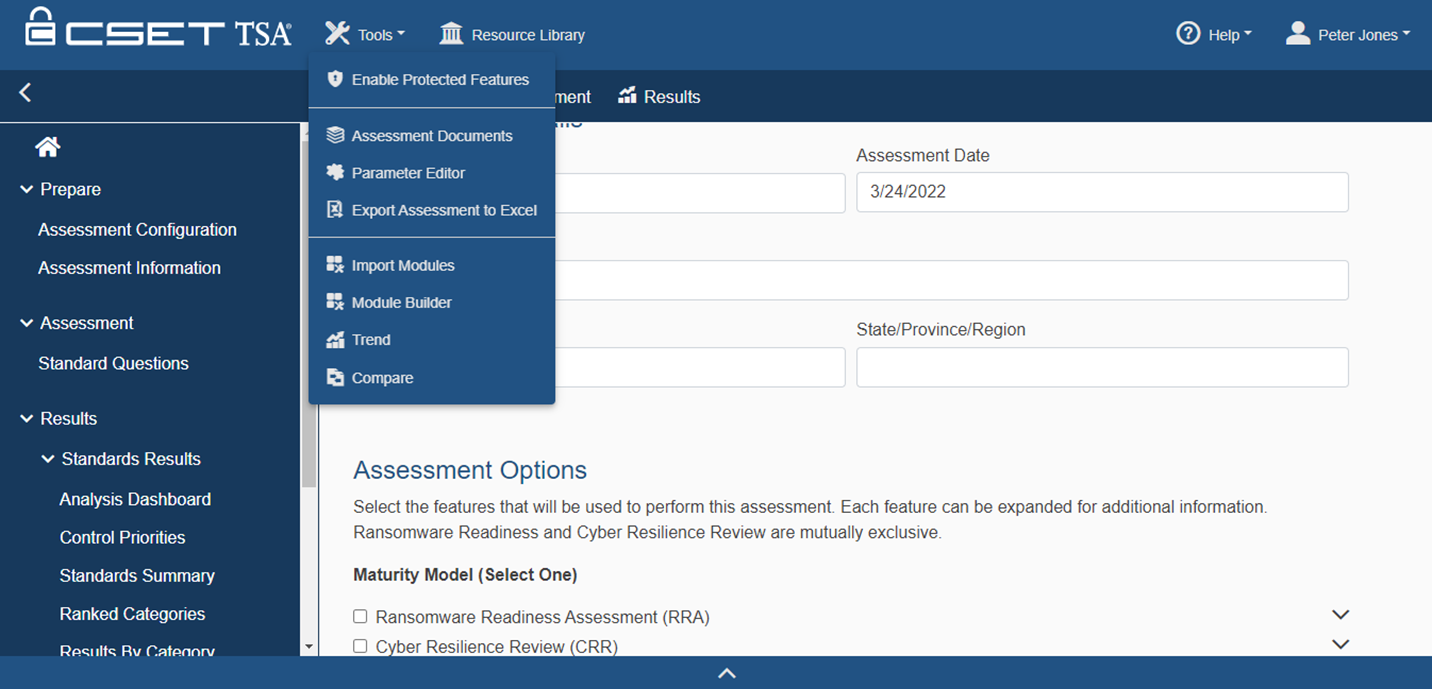 CSET TSA
Tools
Resource Library
Help
Peter Jones
Enable Protected Features
Assessment Documents
Parameter Editor
Export Assessment to Excel
Import Modules
Module Builder
Trend
Compare
ment
Results
Prepare
Assessment Configuration
Assessment Information
Assessment
Standard Questions
Results
Standards Results
Analysis Dashboard
Control Priorities
Standards Summary
Ranked Categories
Results By Category
Assessment Date
3/24/2022
State/Province/Region
Assessment Options
Select the features that will be used to perform this assessment. Each feature can be expanded for additional information.
Ransomware Readiness and Cyber Resilience Review are mutually exclusive.
Maturity Model (Select One)
Ransomware Readiness Assessment (RRA)
Cyber Resilience Review (CRR)